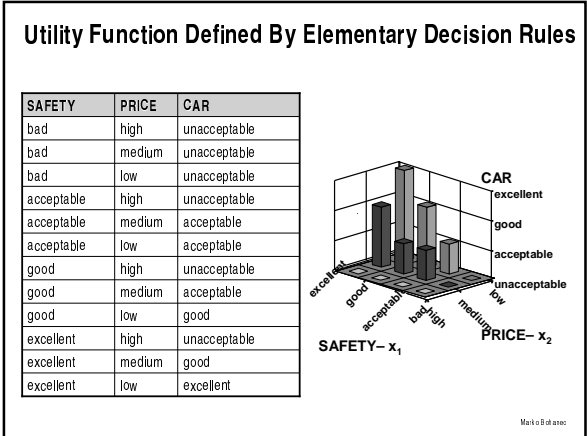 Utility Function Defined By Elementary Decision Rules
SAFETY PRICE CAR
bad high unacceptable
bad medium unacceptable
bad low unacceptable
acceptable high unacceptable
acceptable medium acceptable
acceptable low acceptable
good high unacceptable
good medium acceptable
good low good
excellent high unacceptable
excellent medium good
excellent low excellent
CAR
excellent
good
acceptable
unacceptable
excellent
good
acceptable
bad
high
medium
low
SAFETY– x1
PRICE– x2
Marko Bohanec